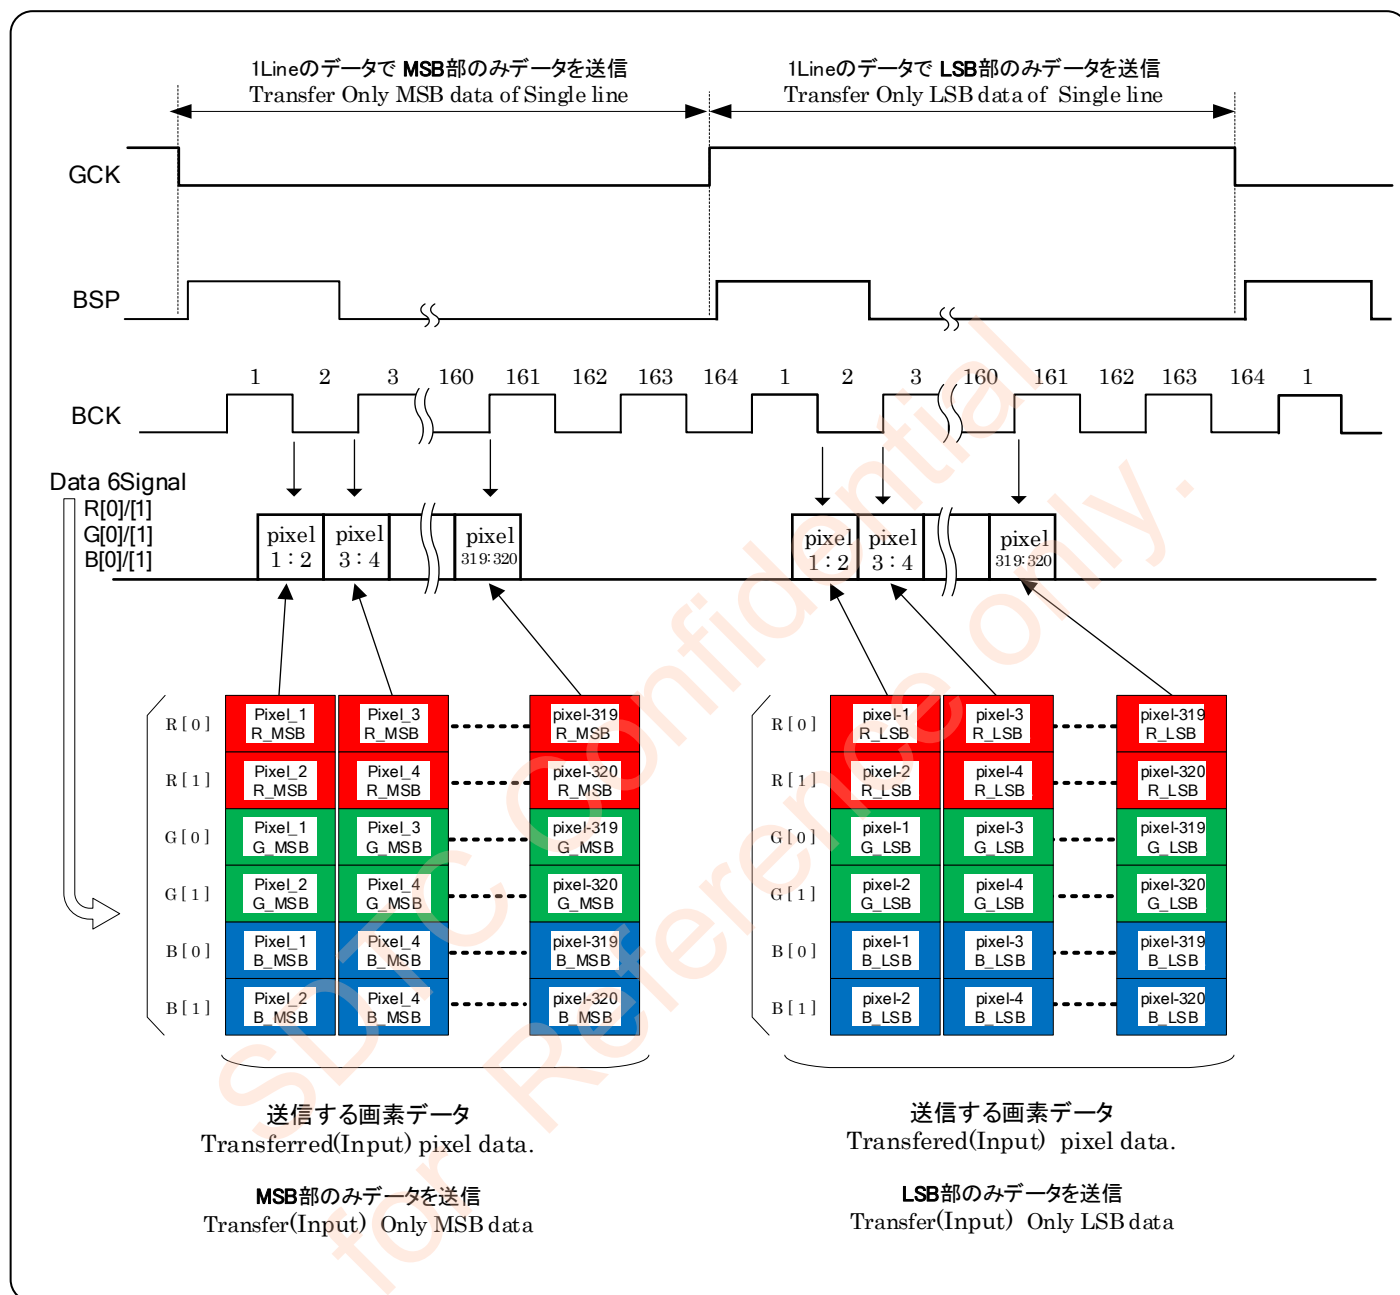 1Lineのデータで MSB部のみデータを送信
Transfer Only MSB data of Single line
1Lineのデータで LSB部のみデータを送信
Transfer Only LSB data of Single line
GCK
BSP
1 2 3 160 161 162 163 164 1 2 3 160 161 162 163 164 1
BCK
Data 6Signal
R[0]/[1]
G[0]/[1]
B[0]/[1]
pixel 1:2
pixel 3:4
pixel 319:320
pixel 1:2
pixel 3:4
pixel 319:320
R[0]
Pixel_1 R_MSB
Pixel_3 R_MSB
pixel-319 R_MSB
R[1]
Pixel_2 R_MSB
Pixel_4 R_MSB
pixel-320 R_MSB
G[0]
Pixel_1 G_MSB
Pixel_3 G_MSB
pixel-319 G_MSB
G[1]
Pixel_2 G_MSB
Pixel_4 G_MSB
pixel-320 G_MSB
B[0]
Pixel_1 B_MSB
Pixel_4 B_MSB
pixel-319 B_MSB
B[1]
Pixel_2 B_MSB
Pixel_4 B_MSB
pixel-320 B_MSB
R[0]
pixel-1 R_LSB
pixel-3 R_LSB
pixel-319 R_LSB
R[1]
pixel-2 R_LSB
pixel-4 R_LSB
pixel-320 R_LSB
G[0]
pixel-1 G_LSB
pixel-3 G_LSB
pixel-319 G_LSB
G[1]
pixel-2 G_LSB
pixel-4 G_LSB
pixel-320 G_LSB
B[0]
pixel-1 B_LSB
pixel-3 B_LSB
pixel-319 B_LSB
B[1]
pixel-2 B_LSB
pixel-4 B_LSB
pixel-320 B_LSB
送信する画素データ
Transferred(Input) pixel data.
MSB部のみデータを送信
Transfer(Input) Only MSB data
送信する画素データ
Transfered(Input) pixel data.
LSB部のみデータを送信
Transfer(Input) Only LSB data
SDTC Confidential
for Reference only.